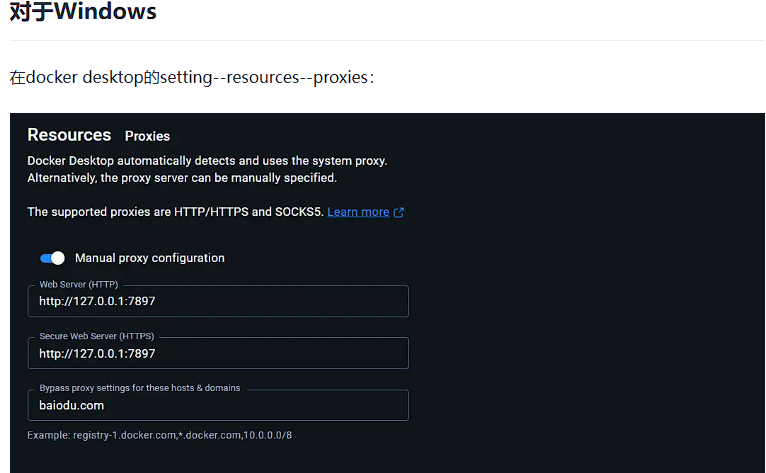 对于Windows
在docker desktop的setting--resources--proxies：
Resources Proxies
Docker Desktop automatically detects and uses the system proxy.
Alternatively, the proxy server can be manually specified.
The supported proxies are HTTP/HTTPS and SOCKS5. Learn more
Manual proxy configuration
Web Server (HTTP)
http://127.0.0.1:7897
Secure Web Server (HTTPS)
http://127.0.0.1:7897
Bypass proxy settings for these hosts & domains
baiodu.com
Example: registry-1.docker.com,*.docker.com,10.0.0.0/8